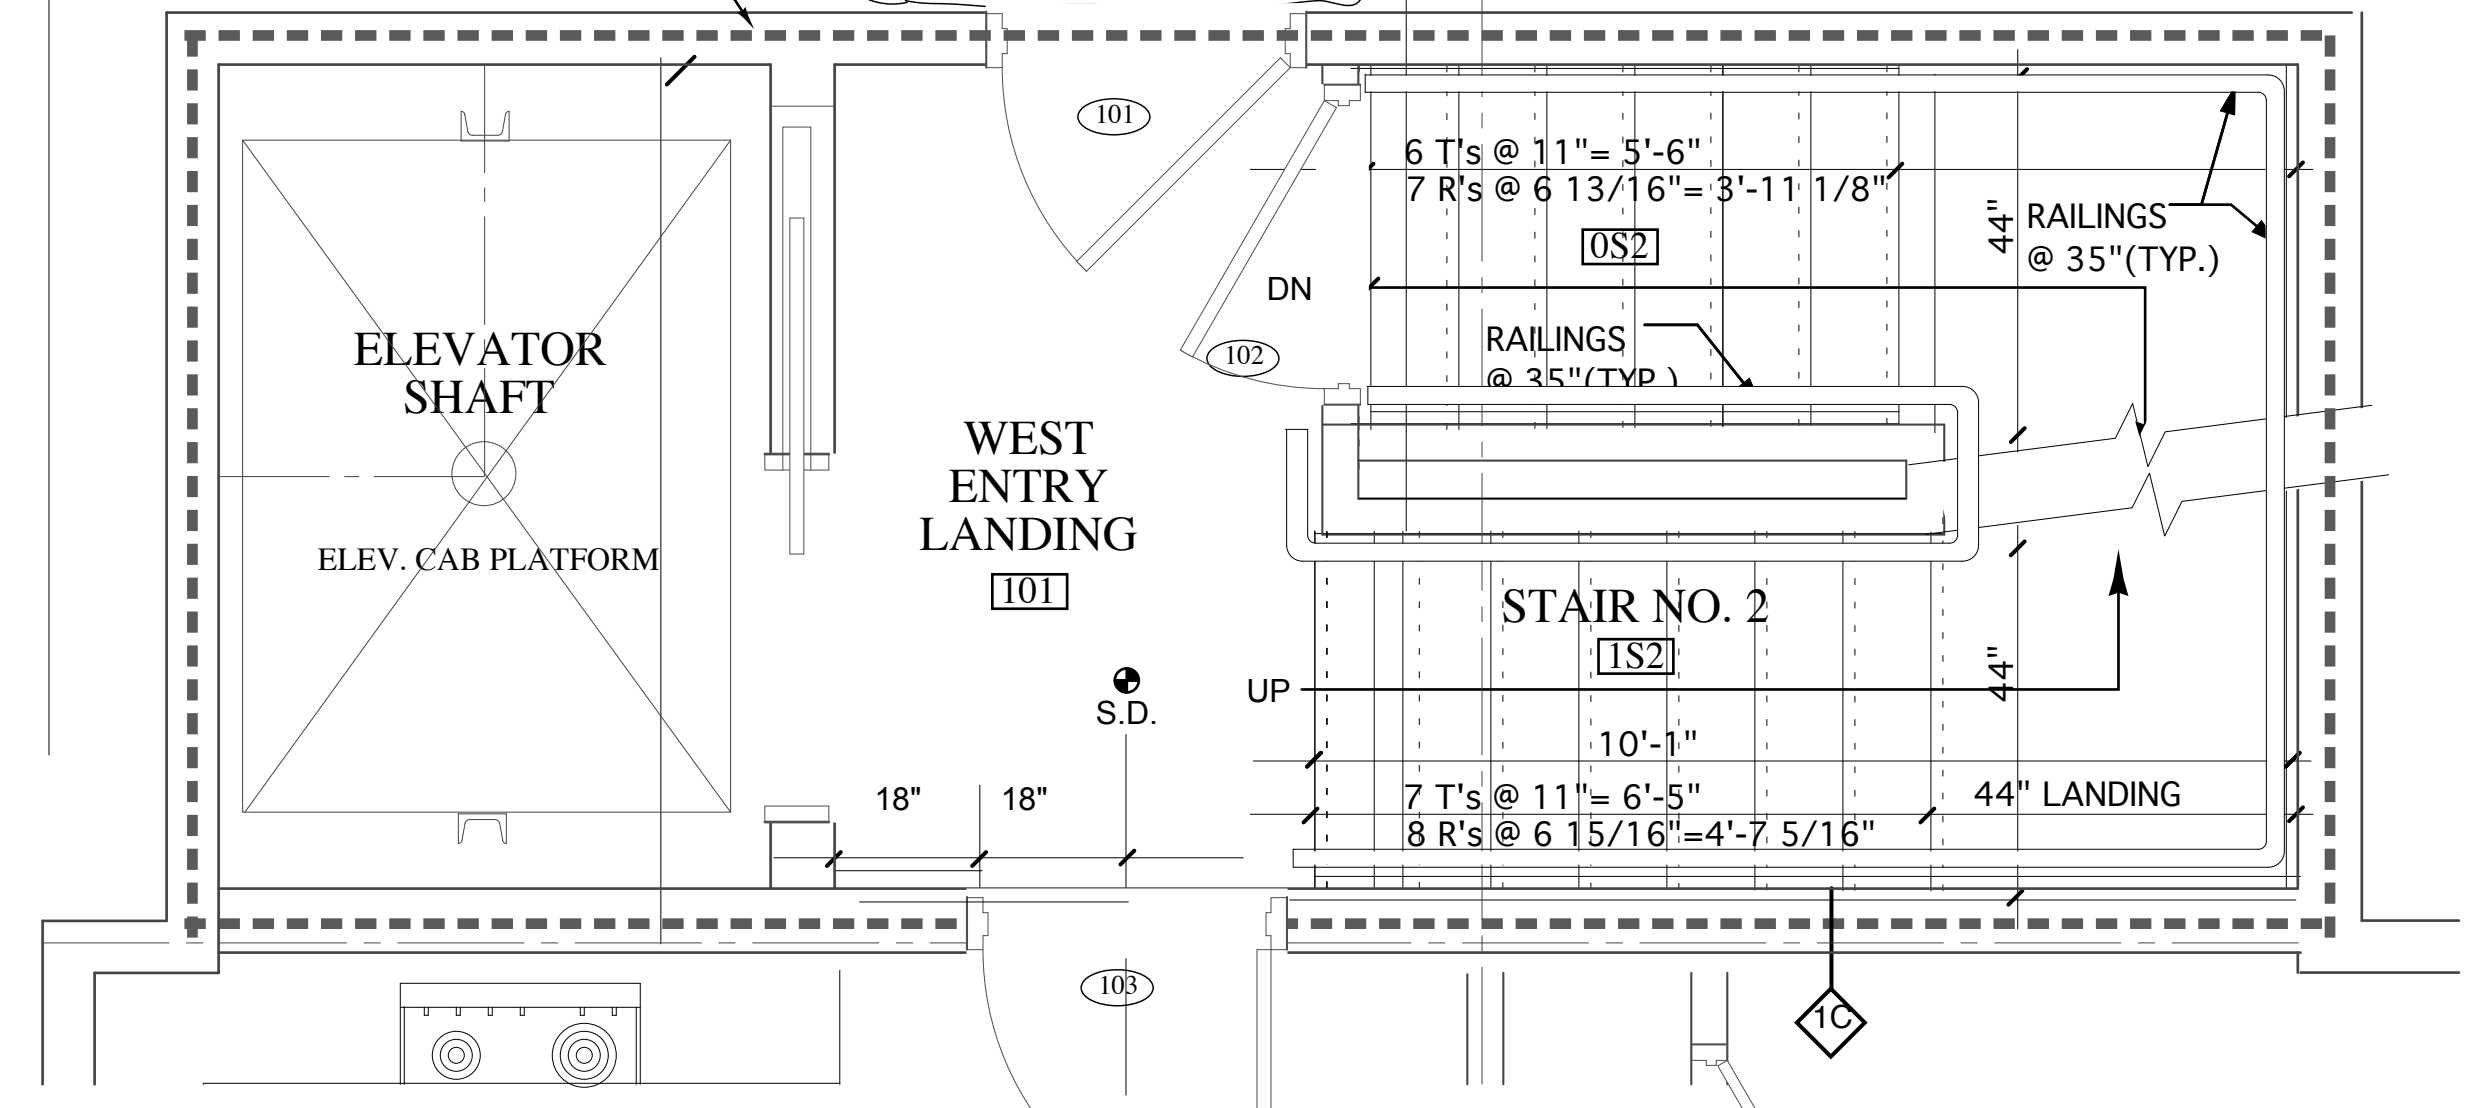 101
6 T's @ 11"= 5'-6"
7 R's @ 6 13/16"= 3'-11 1/8"
0S2
44"
RAILINGS
@ 35"(TYP.)
DN
RAILINGS
@ 35"(TYP.)
102
ELEVATOR
SHAFT
WEST
ENTRY
LANDING
101
ELEV. CAB PLATFORM
STAIR NO. 2
1S2
44"
UP
S.D.
10'-1"
18"
18"
7 T's @ 11"= 6'-5"
8 R's @ 6 15/16"=4'-7 5/16"
44" LANDING
103
1C